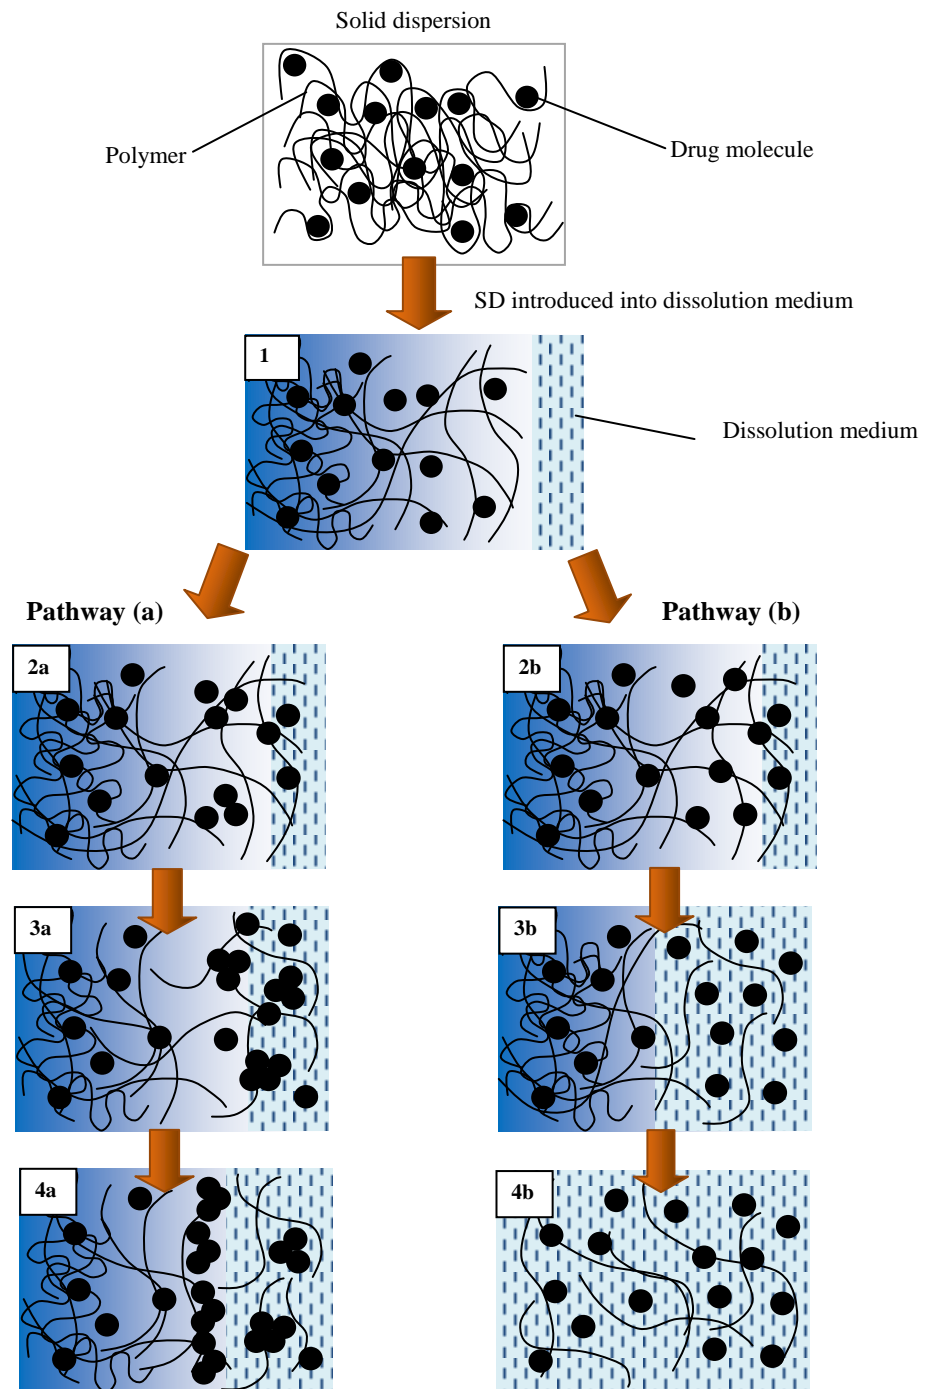 Solid dispersion
Polymer
Drug molecule
SD introduced into dissolution medium
1
Dissolution medium
Pathway (a)
Pathway (b)
2a
2b
3a
3b
4a
4b